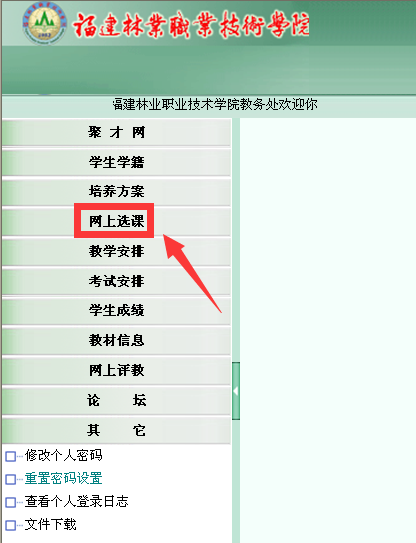 福建林業職業技術學院
福建林业职业技术学院教务处欢迎你
聚 才 网
学生学籍
培养方案
网上选课
教学安排
考试安排
学生成绩
教材信息
网上评教
论 坛
其 它
修改个人密码
重置密码设置
查看个人登录日志
文件下载